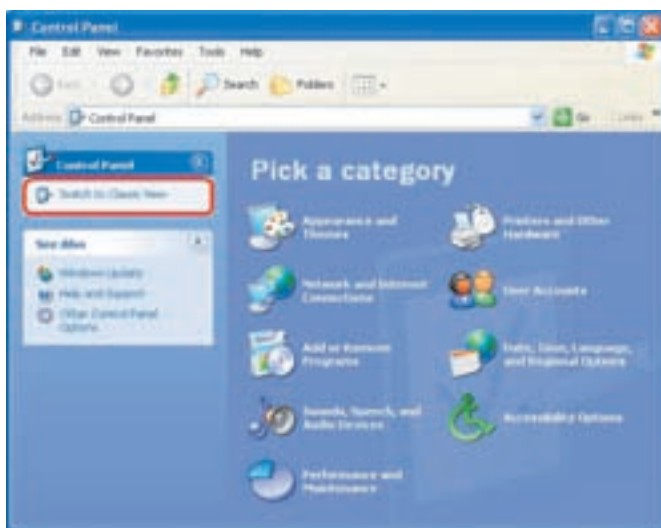 Control Panel
File Edit View Favorites Tools Help
Search Folders
Address Control Panel Go Links
Control Panel
Switch to Classic View
See Also
Windows Update
Help and Support
Other Control Panel
Options
Pick a category
Appearance and
Themes
Printers and Other
Hardware
Network and Internet
Connections
User Accounts
Add or Remove
Programs
Date, Time, Language,
and Regional Options
Sounds, Speech, and
Audio Devices
Accessibility Options
Performance and
Maintenance